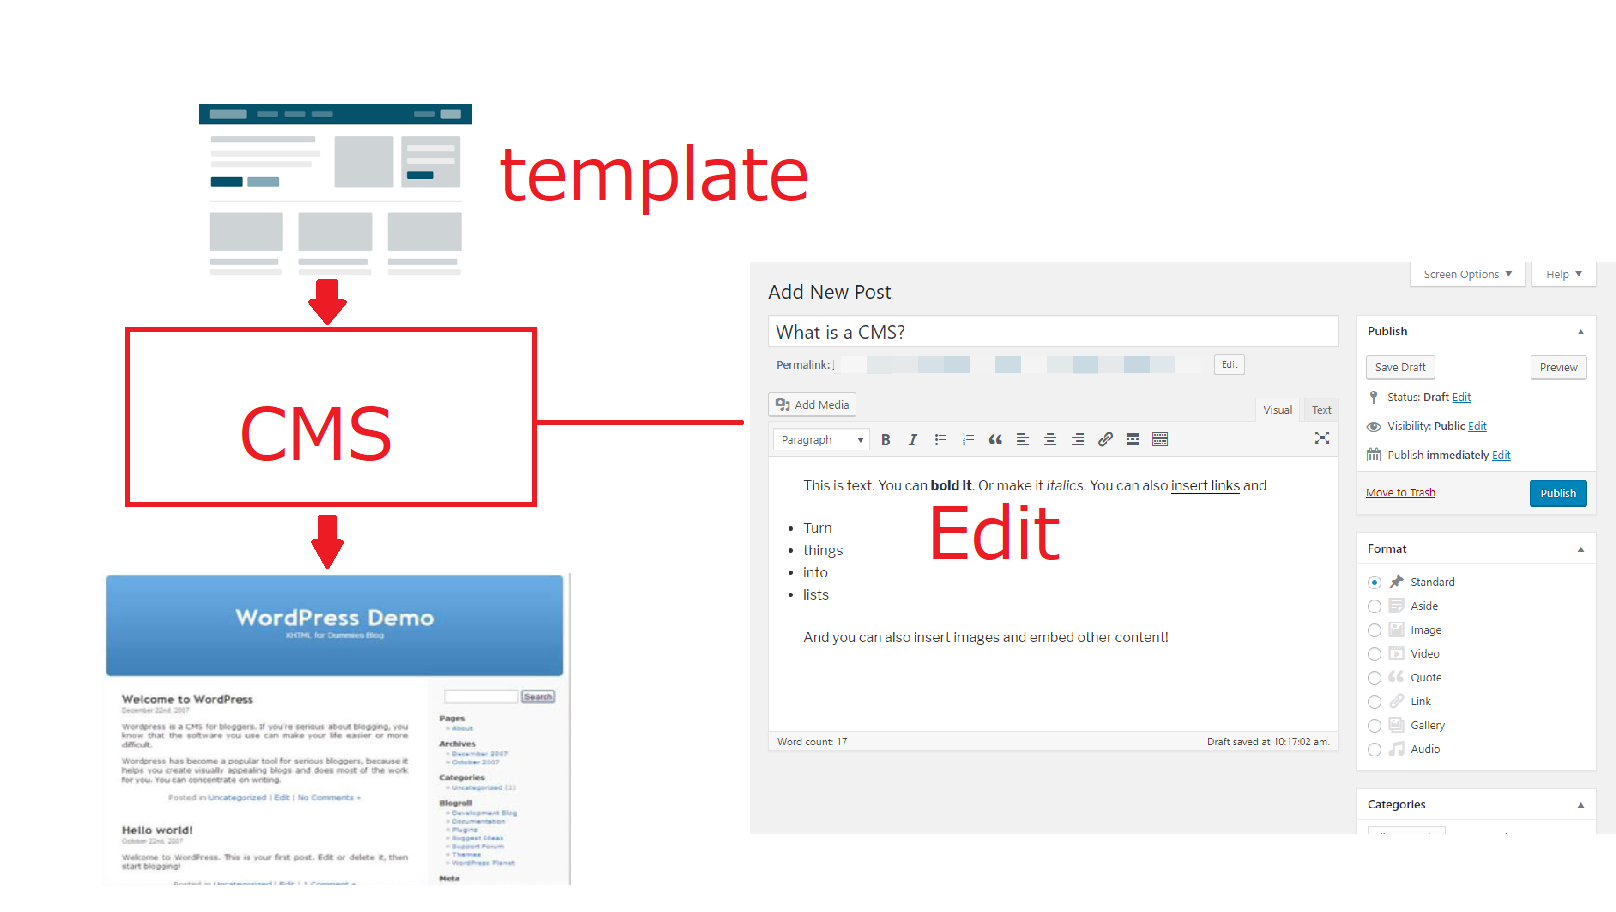 template
CMS
Edit
Screen Options
Help
Add New Post
What is a CMS?
Permalink:
Edit
Add Media
Visual
Text
Paragraph
This is text. You can bold it. Or make it italics. You can also insert links and
Turn
things
into
lists
And you can also insert images and embed other content!
Word count: 17
Draft saved at 10:17:02 am.
Publish
Save Draft
Preview
Status: Draft Edit
Visibility: Public Edit
Publish immediately Edit
Move to Trash
Publish
Format
Standard
Aside
Image
Video
Quote
Link
Gallery
Audio
Categories
WordPress Demo
XHTML for Dummies Blog
Welcome to WordPress
December 22nd, 2007
Wordpress is a CMS for bloggers. If you're serious about blogging, you
know that the software you use can make your life easier or more
difficult.
Wordpress has become a popular tool for serious bloggers, because it
helps you create visually appealing blogs and does most of the work
for you. You can concentrate on writing.
Posted in Uncategorized | Edit | No Comments »
Hello world!
October 22nd, 2007
Welcome to WordPress. This is your first post. Edit or delete it, then
start blogging!
Posted in Uncategorized | Edit | 1 Comment »
Search
Pages
» About
Archives
» December 2007
» October 2007
Categories
» Uncategorized (2)
Blogroll
» Development Blog
» Documentation
» Plugins
» Suggest Ideas
» Support Forum
» Themes
» WordPress Planet
Meta